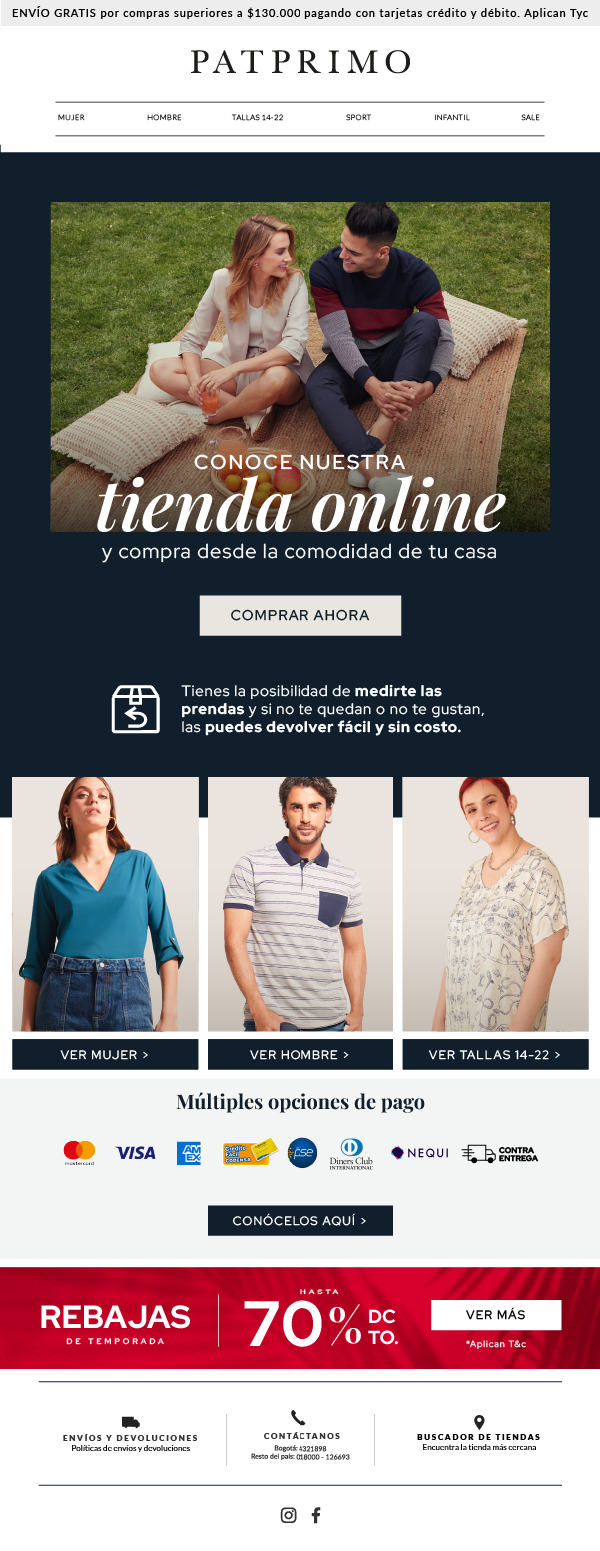 ENVÍO GRATIS por compras superiores a $130.000 pagando con tarjetas crédito y débito. Aplican Tyc
PATPRIMO
MUJER HOMBRE TALLAS 14-22 SPORT INFANTIL SALE
CONOCE NUESTRA
tienda online
y compra desde la comodidad de tu casa
COMPRAR AHORA
Tienes la posibilidad de medirte las
prendas y si no te quedan o no te gustan,
las puedes devolver fácil y sin costo.
VER MUJER > VER HOMBRE > VER TALLAS 14-22 >
Múltiples opciones de pago
mastercard VISA AM EX Crédito FÁCIL CODENSA pse Diners Club INTERNATIONAL NEQUI CONTRA ENTREGA
CONÓCELOS AQUÍ >
REBAJAS
DE TEMPORADA
HASTA
70% DC
TO.
VER MÁS
*Aplican T&c
ENVÍOS Y DEVOLUCIONES
Políticas de envíos y devoluciones
CONTÁCTANOS
Bogotá: 4321898
Resto del país: 018000 - 126693
BUSCADOR DE TIENDAS
Encuentra la tienda más cercana